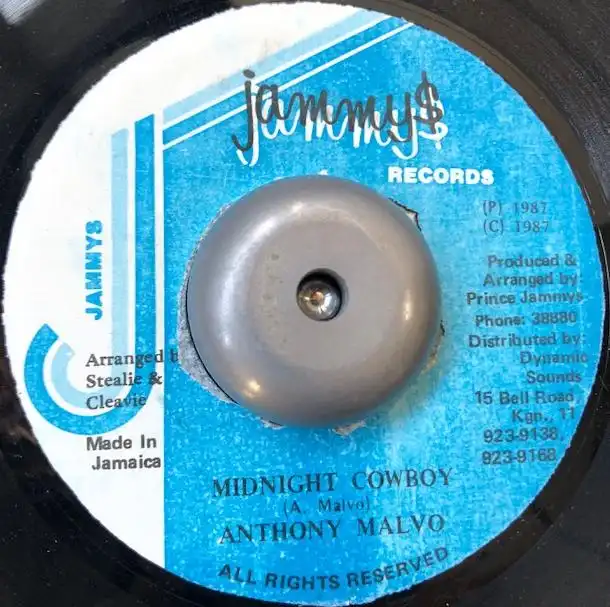 jammy$
jammy$
RECORDS
(P) 1987
(C) 1987
Produced &
Arranged by
Prince Jammys
Phone: 38880
Distributed by:
Dynamic
Sounds
15 Bell Road,
Kgn., 11
923-9138,
923-9168
JAMMYS
Arranged b
Stealie &
Cleavie
Made In
Jamaica
MIDNIGHT COWBOY
(A. Malvo)
ANTHONY MALVO
ALL RIGHTS RESERVED